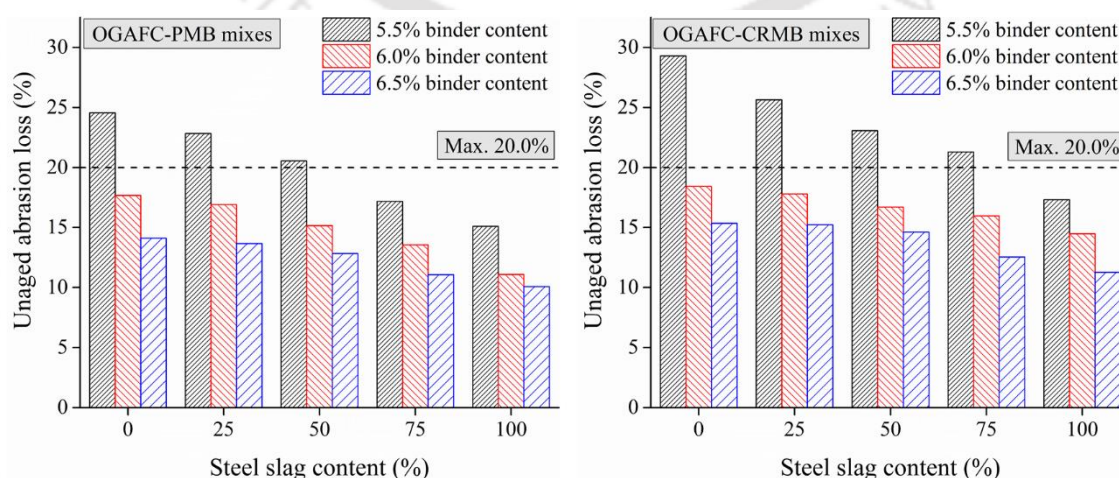 OGAFC-PMB mixes
5.5% binder content
6.0% binder content
6.5% binder content
Max. 20.0%
Unaged abrasion loss (%)
30
25
20
15
10
5
0
0 25 50 75 100
Steel slag content (%)
OGAFC-CRMB mixes
5.5% binder content
6.0% binder content
6.5% binder content
Max. 20.0%
Unaged abrasion loss (%)
30
25
20
15
10
5
0
0 25 50 75 100
Steel slag content (%)